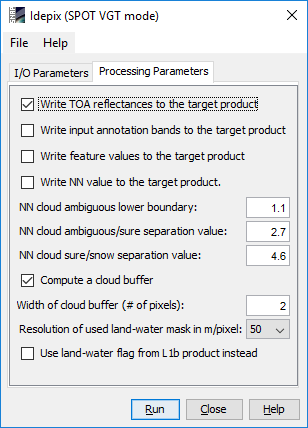 Idepix (SPOT VGT mode)
File Help
I/O Parameters Processing Parameters
Write TOA reflectances to the target product
Write input annotation bands to the target product
Write feature values to the target product
Write NN value to the target product.
NN cloud ambiguous lower boundary: 1.1
NN cloud ambiguous/sure separation value: 2.7
NN cloud sure/snow separation value: 4.6
Compute a cloud buffer
Width of cloud buffer (# of pixels): 2
Resolution of used land-water mask in m/pixel: 50
Use land-water flag from L1b product instead
Run Close Help